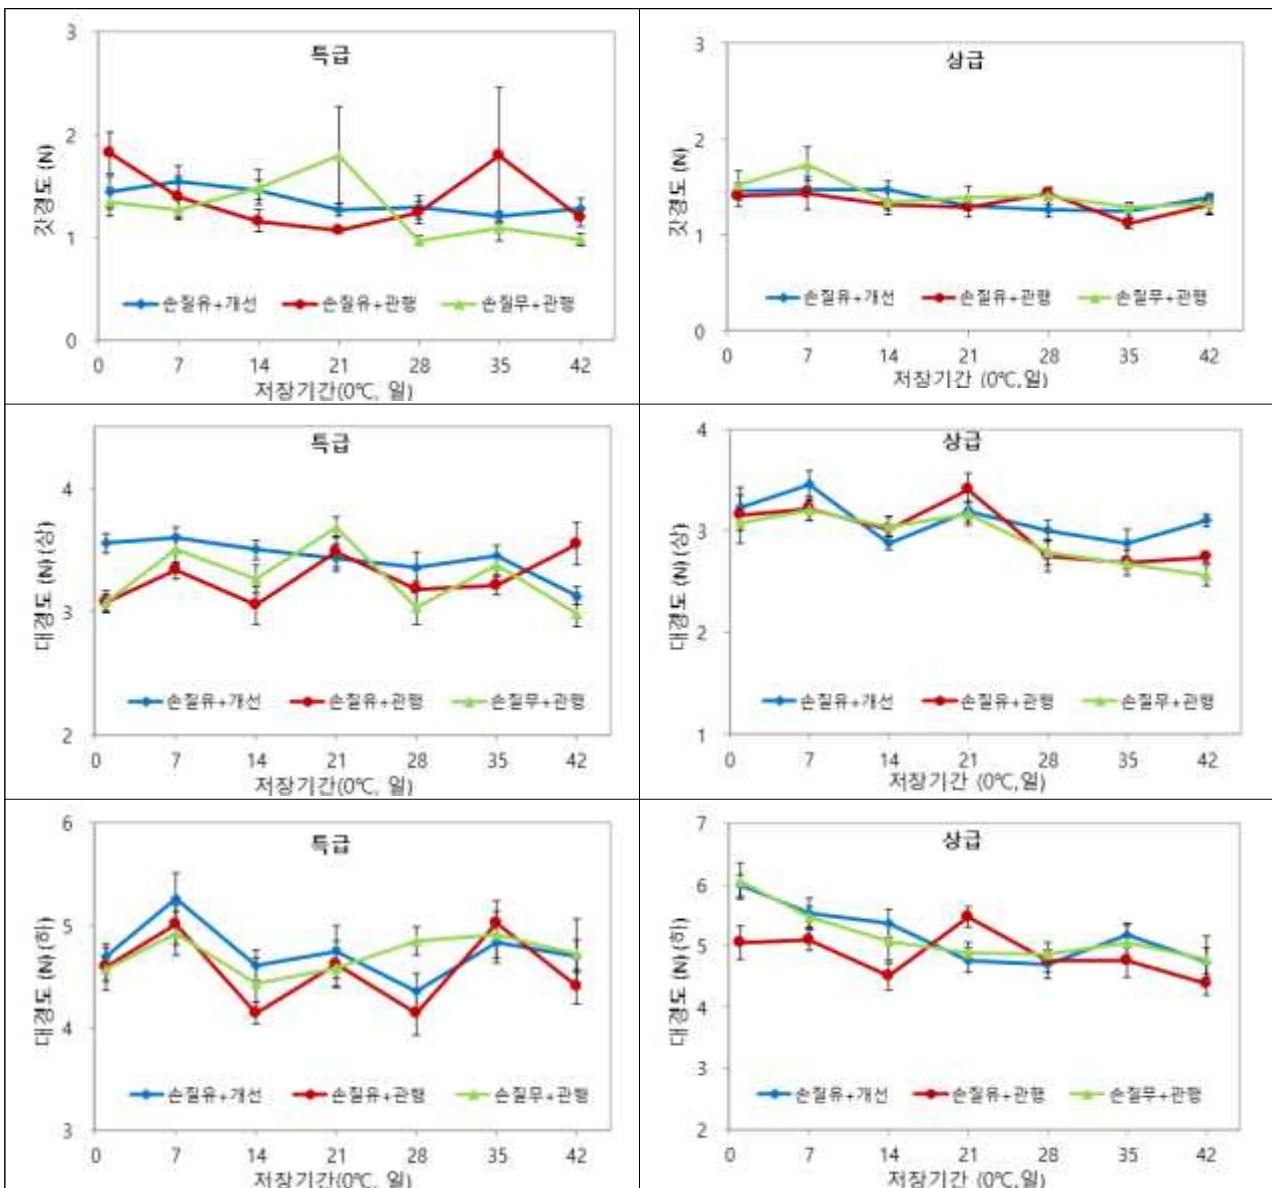 특급
3
2
1
0
갓경도 (N)
손질유+개선 손질유+관행 손질무+관행
0 7 14 21 28 35 42
저장기간(0℃, 일)
상급
3
2
1
0
갓경도 (N)
손질유+개선 손질유+관행 손질무+관행
0 7 14 21 28 35 42
저장기간 (0℃,일)
특급
4
3
2
대경도 (N) (상)
손질유+개선 손질유+관행 손질무+관행
0 7 14 21 28 35 42
저장기간(0℃, 일)
상급
4
3
2
1
대경도 (N) (상)
손질유+개선 손질유+관행 손질무+관행
0 7 14 21 28 35 42
저장기간 (0℃,일)
특급
6
5
4
3
대경도 (N) (하)
손질유+개선 손질유+관행 손질무+관행
0 7 14 21 28 35 42
저장기간(0℃, 일)
상급
7
6
5
4
3
2
대경도 (N) (하)
손질유+개선 손질유+관행 손질무+관행
0 7 14 21 28 35 42
저장기간 (0℃,일)